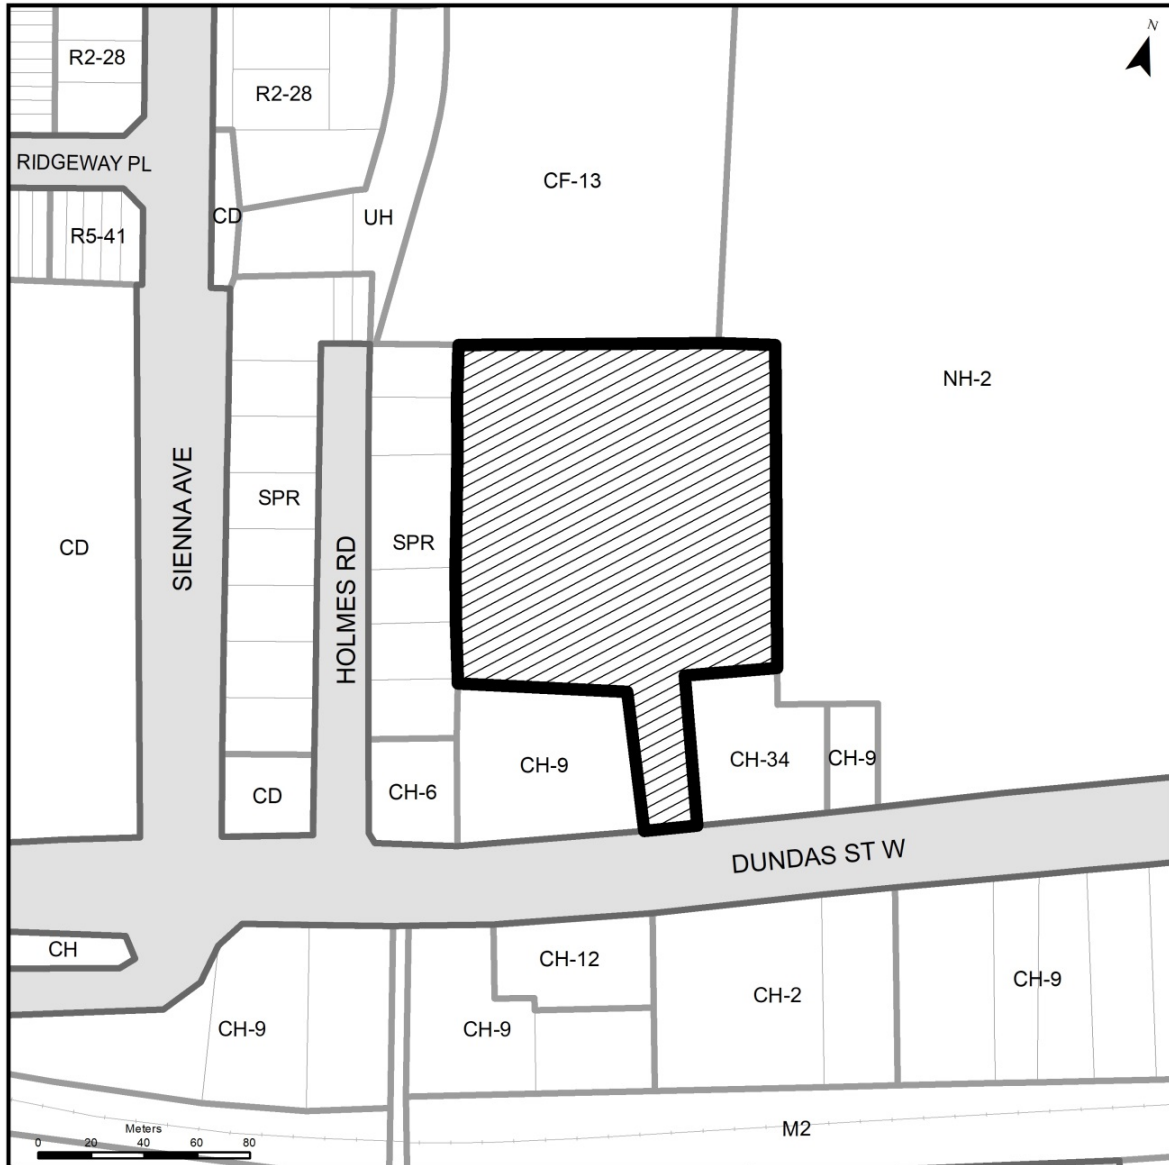 N
R2-28
R2-28
RIDGEWAY PL
CF-13
CD
UH
R5-41
NH-2
SIENNA AVE
SPR
SPR
CD
HOLMES RD
CH-9
CH-34
CH-9
CD
CH-6
DUNDAS ST W
CH
CH-12
CH-2
CH-9
CH-9
CH-9
M2
Meters
0 20 40 60 80